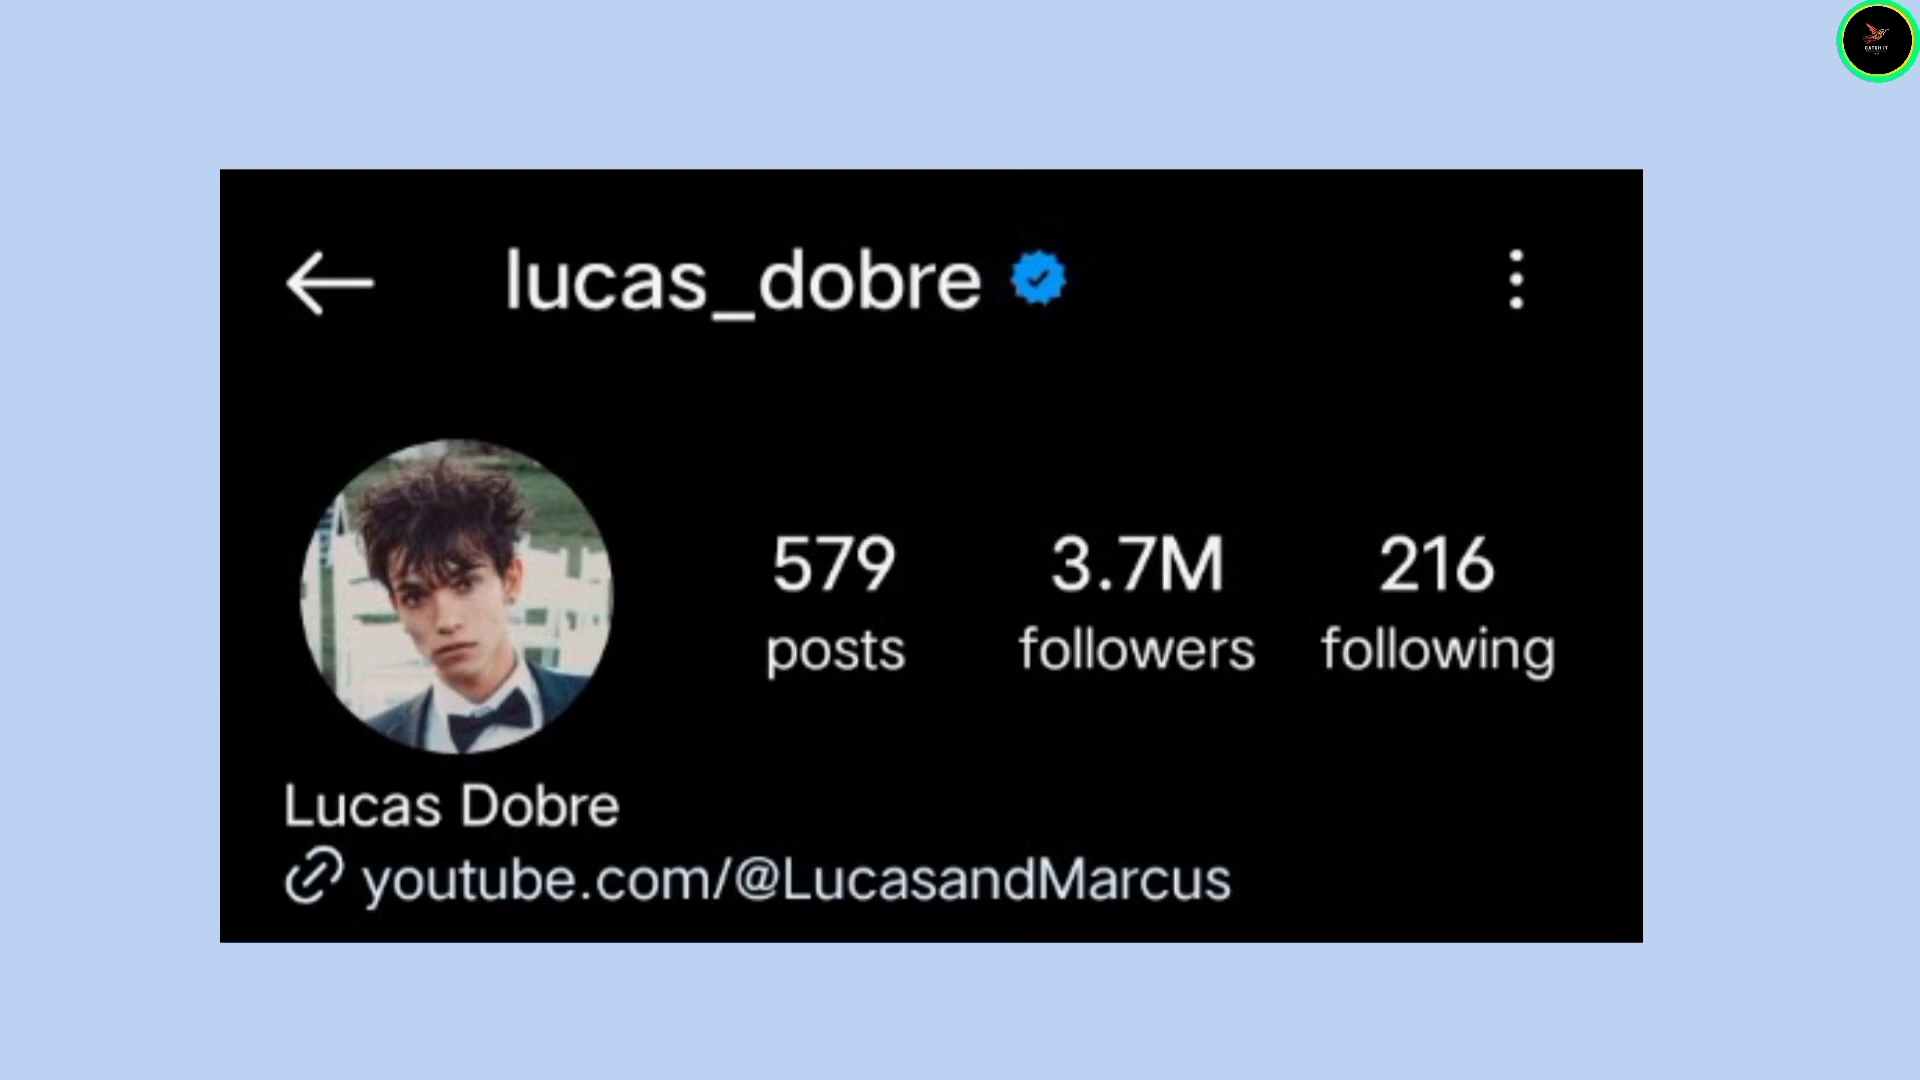 lucas_dobre
579 3.7M 216
posts followers following
Lucas Dobre
youtube.com/@LucasandMarcus